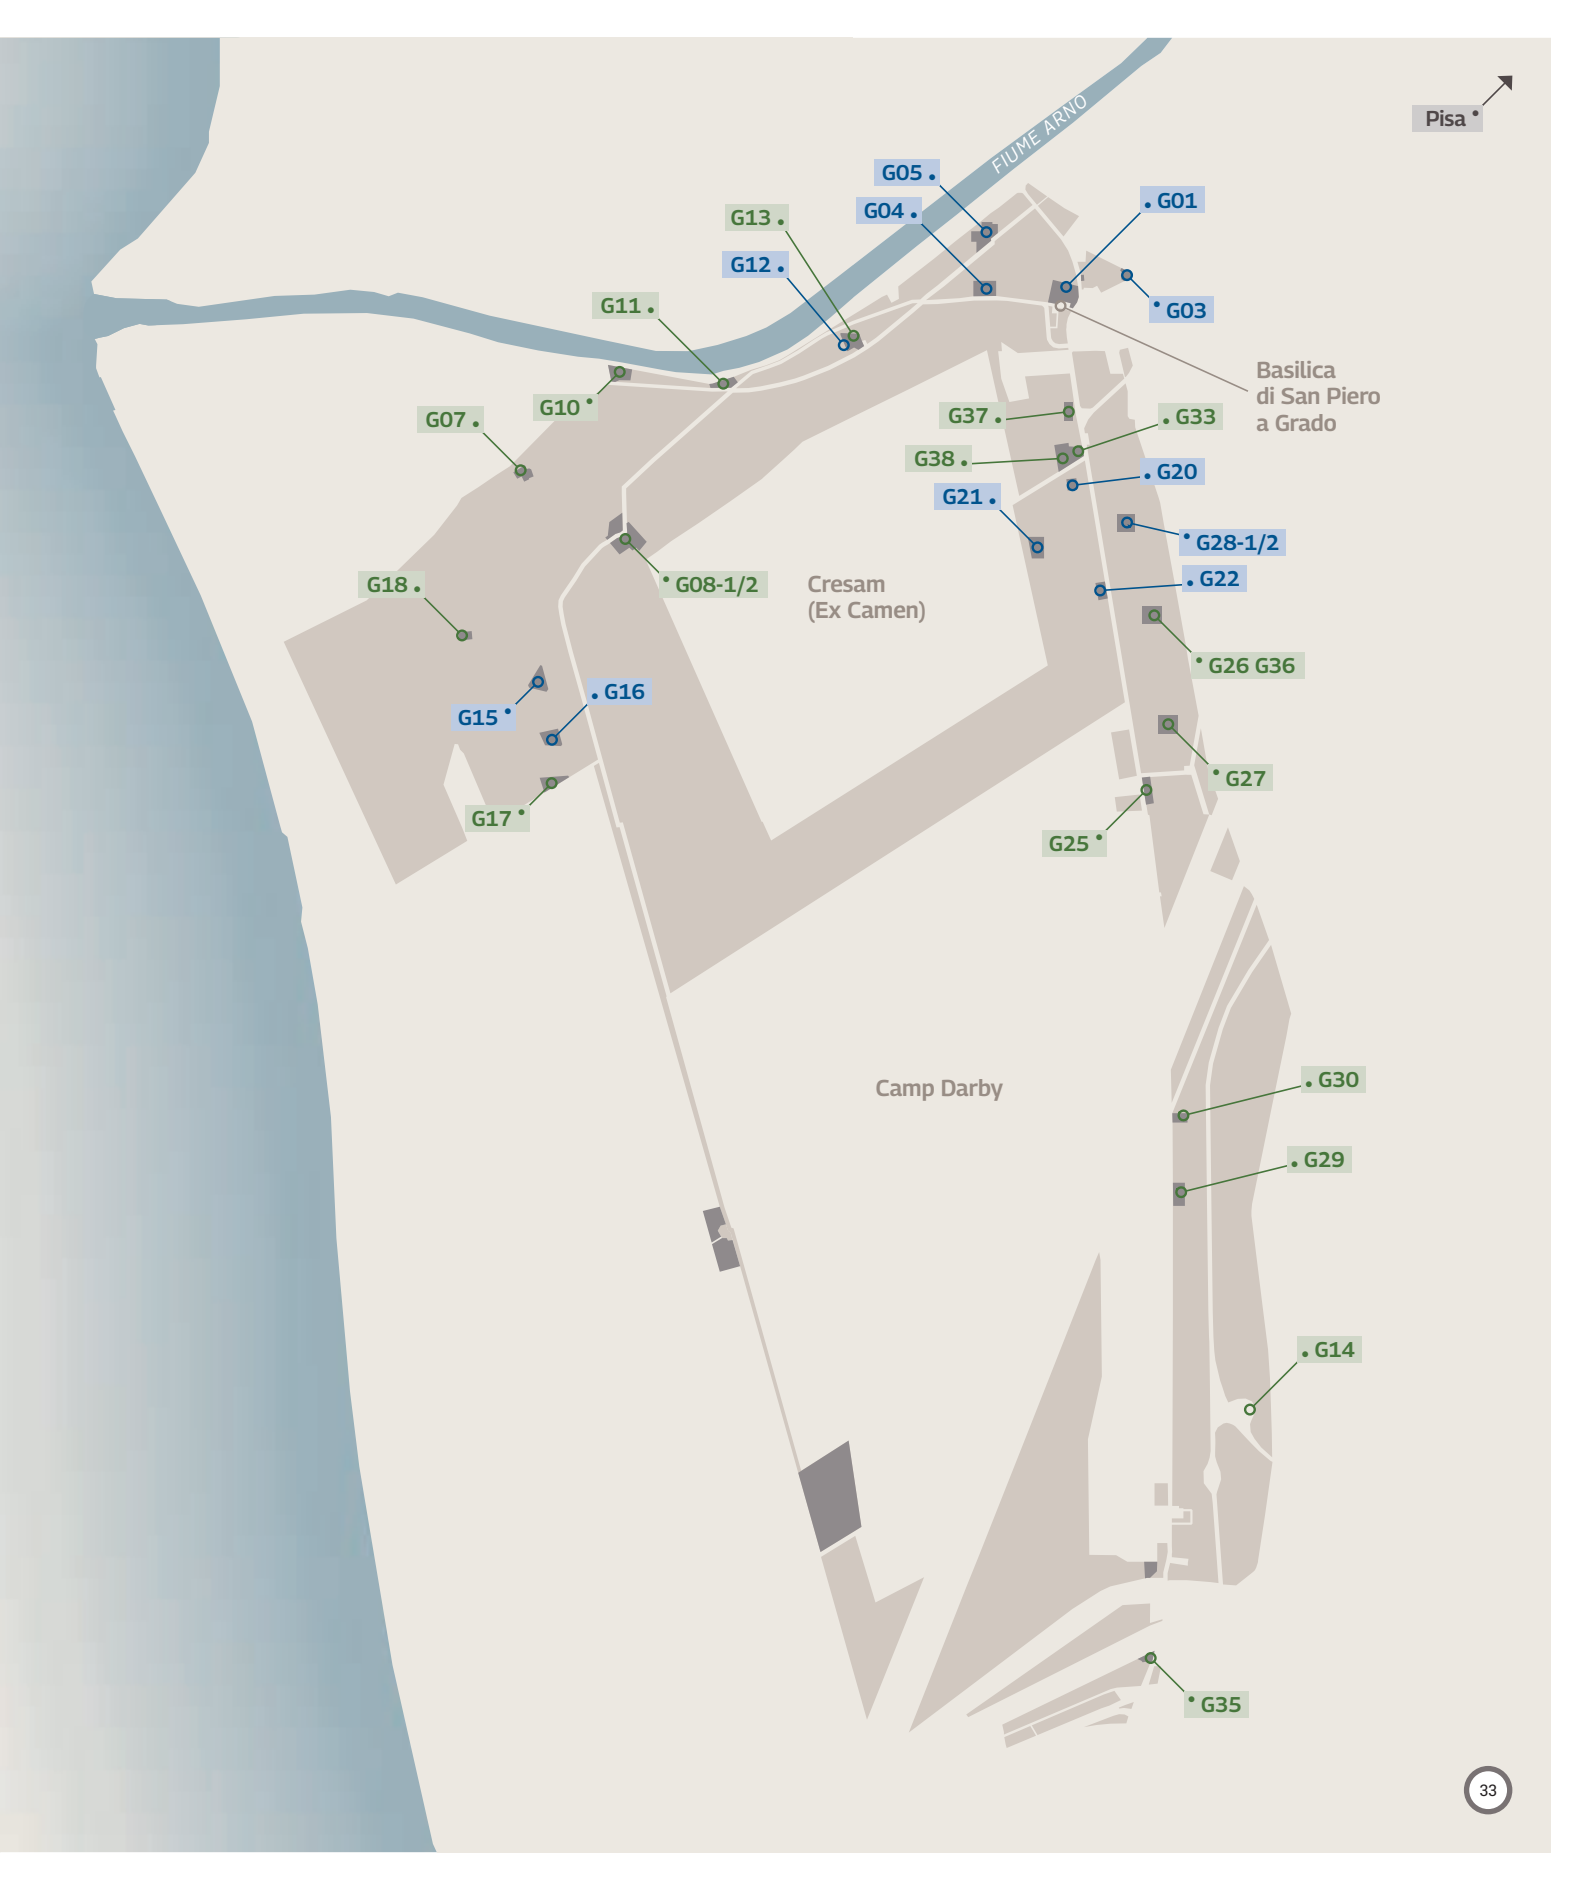 Pisa
FIUME ARNO
G05
G01
G04
G13
G12
G11
G03
Basilica
di San Piero
a Grado
G10
G07
G37
G33
G38
G20
G21
G28-1/2
G18
G08-1/2
Cresam
(Ex Camen)
G22
G26 G36
G16
G15
G27
G17
G25
G30
Camp Darby
G29
G14
G35
33